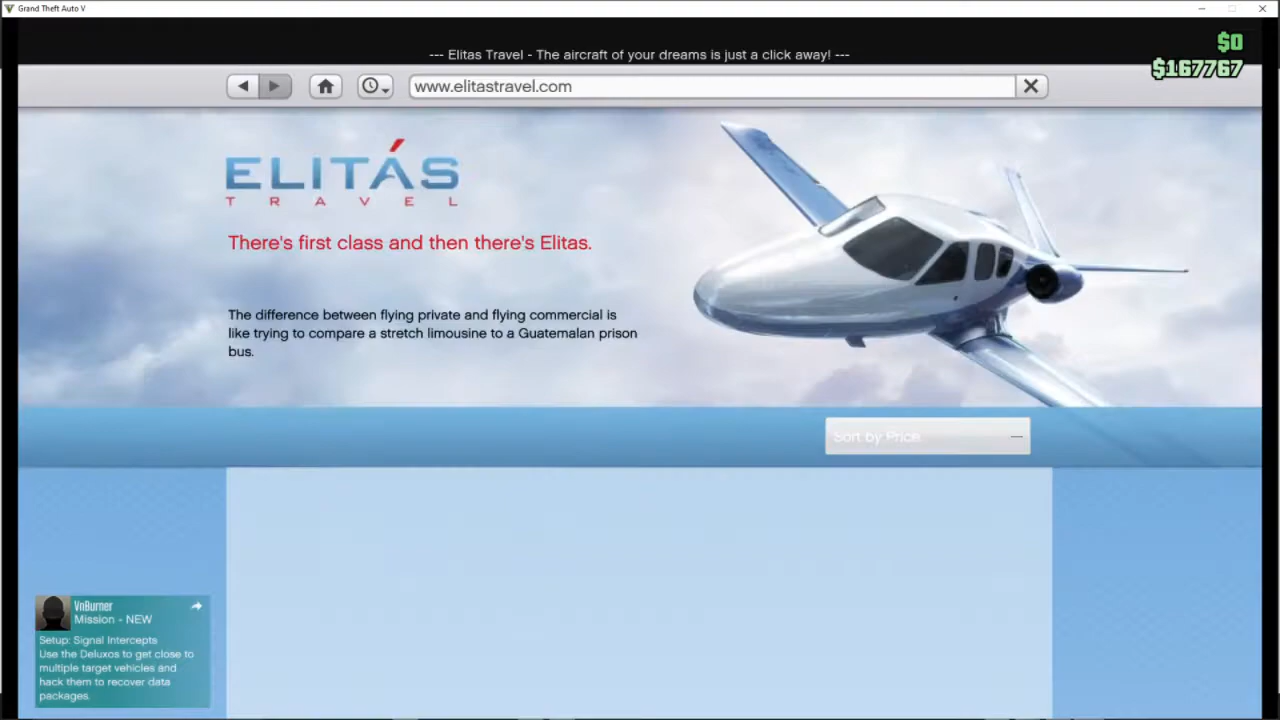 Grand Theft Auto V
--- Elitas Travel - The aircraft of your dreams is just a click away! ---
$0
$167767
www.elitastravel.com
ELITÁS
TRAVEL
There's first class and then there's Elitas.
The difference between flying private and flying commercial is
like trying to compare a stretch limousine to a Guatemalan prison
bus.
Sort by Price
VnBurner
Mission - NEW
Setup: Signal Intercepts
Use the Deluxos to get close to
multiple target vehicles and
hack them to recover data
packages.